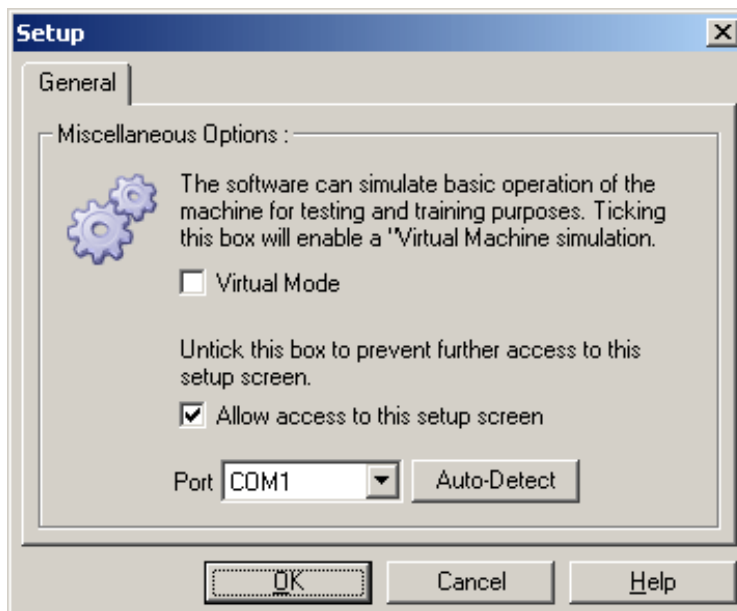 Setup
General
Miscellaneous Options :
The software can simulate basic operation of the
machine for testing and training purposes. Ticking
this box will enable a "Virtual Machine simulation.
Virtual Mode
Untick this box to prevent further access to this
setup screen.
Allow access to this setup screen
Port COM1 Auto-Detect
OK Cancel Help